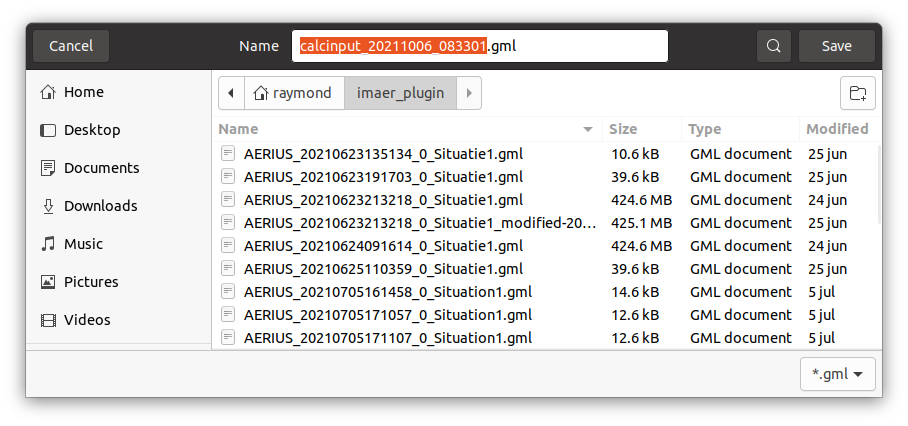 Cancel Name calcinput_20211006_083301.gml Save
Home
Desktop
Documents
Downloads
Music
Pictures
Videos
raymond imaer_plugin
Name Size Type Modified
AERIUS_20210623135134_0_Situatie1.gml 10.6 kB GML document 25 jun
AERIUS_20210623191703_0_Situatie1.gml 39.6 kB GML document 25 jun
AERIUS_20210623213218_0_Situatie1.gml 424.6 MB GML document 24 jun
AERIUS_20210623213218_0_Situatie1_modified-20… 425.1 MB GML document 25 jun
AERIUS_20210624091614_0_Situatie1.gml 424.6 MB GML document 24 jun
AERIUS_20210625110359_0_Situatie1.gml 39.6 kB GML document 25 jun
AERIUS_20210705161458_0_Situation1.gml 14.6 kB GML document 5 jul
AERIUS_20210705171057_0_Situation1.gml 12.6 kB GML document 5 jul
AERIUS_20210705171107_0_Situation1.gml 12.6 kB GML document 5 jul
*.gml